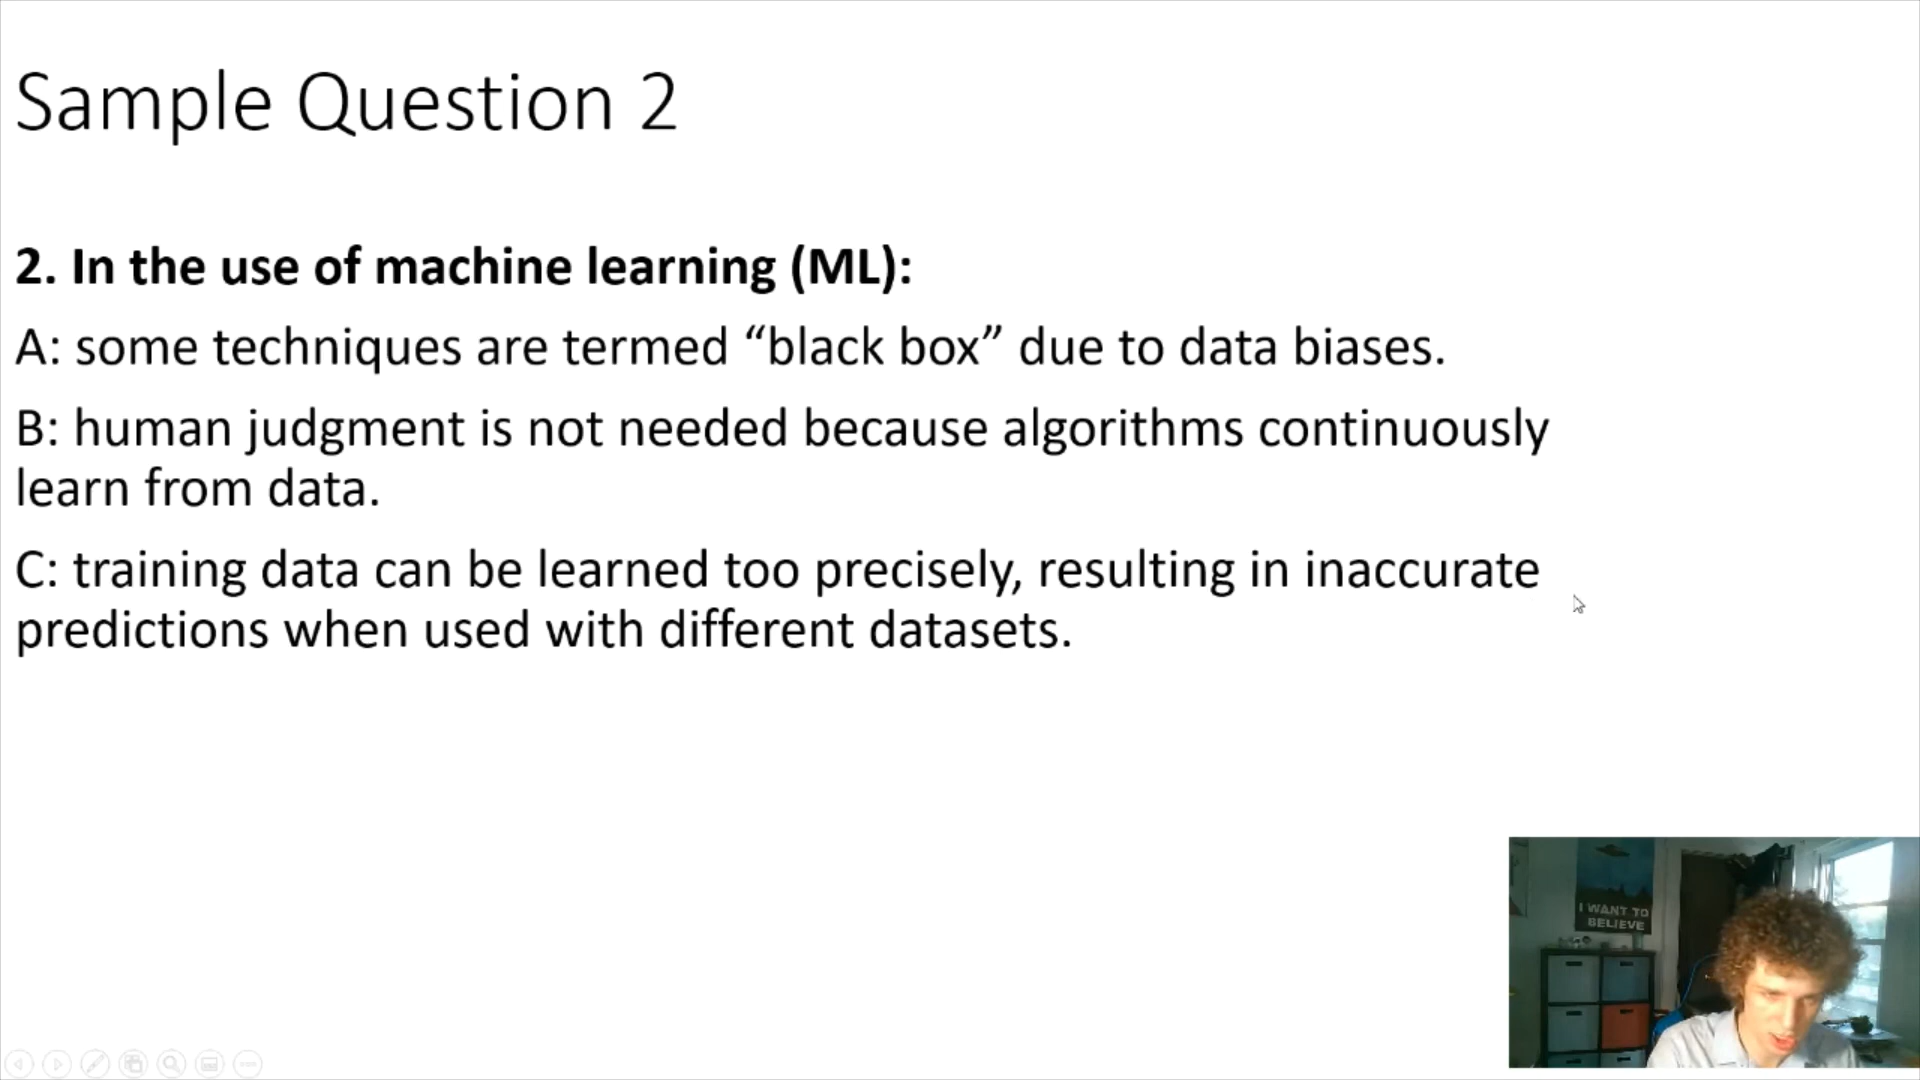 Sample Question 2
2. In the use of machine learning (ML):
A: some techniques are termed “black box” due to data biases.
B: human judgment is not needed because algorithms continuously
learn from data.
C: training data can be learned too precisely, resulting in inaccurate
predictions when used with different datasets.
I WANT TO
BELIEVE